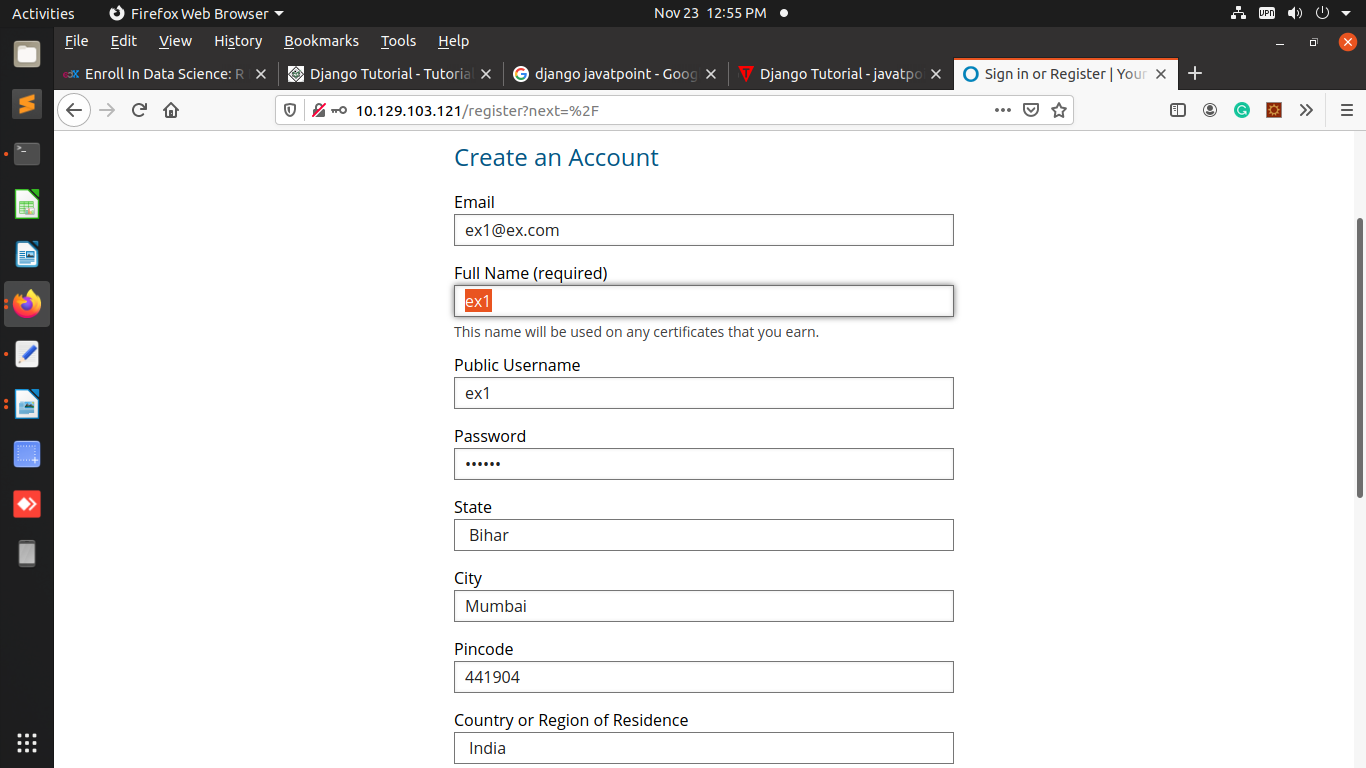 Activities Firefox Web Browser Nov 23 12:55 PM VPN
File Edit View History Bookmarks Tools Help
edX Enroll In Data Science: R Django Tutorial - Tutoria G django javatpoint - Goog Django Tutorial - javatpo Sign in or Register | Your
10.129.103.121/register?next=%2F
Create an Account
Email
ex1@ex.com
Full Name (required)
ex1
This name will be used on any certificates that you earn.
Public Username
ex1
Password
••••••
State
Bihar
City
Mumbai
Pincode
441904
Country or Region of Residence
India